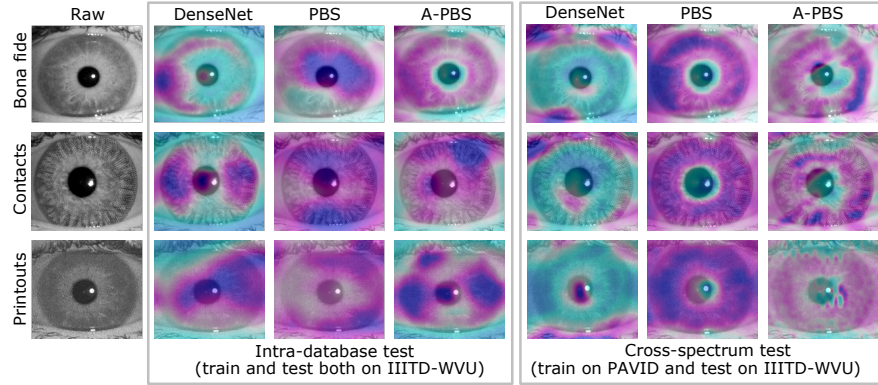 Raw
DenseNet
PBS
A-PBS
DenseNet
PBS
A-PBS
Bona fide
Contacts
Printouts
Intra-database test
(train and test both on IIITD-WVU)
Cross-spectrum test
(train on PAVID and test on IIITD-WVU)